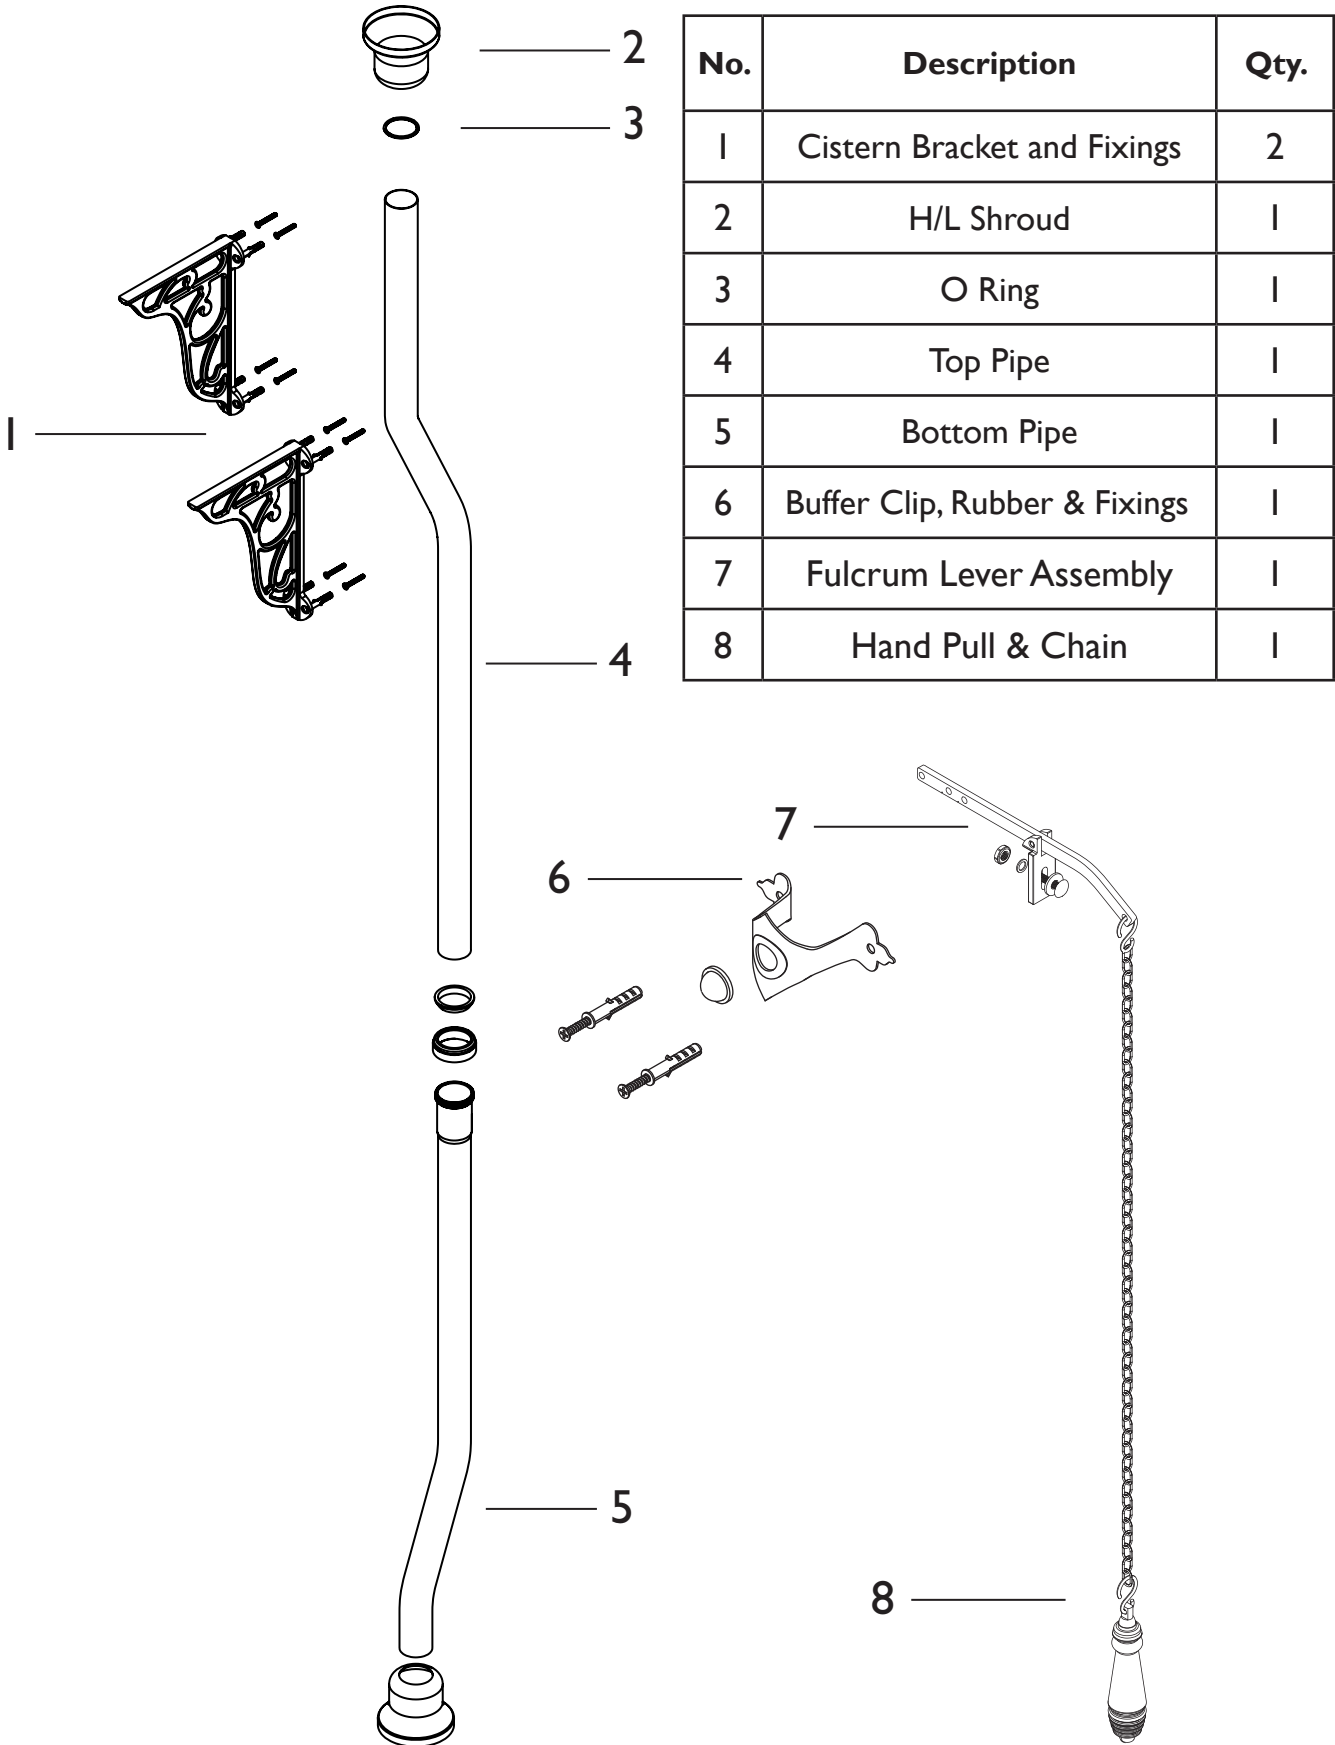 No. Description Qty.
1 Cistern Bracket and Fixings 2
2 H/L Shroud 1
3 O Ring 1
4 Top Pipe 1
5 Bottom Pipe 1
6 Buffer Clip, Rubber & Fixings 1
7 Fulcrum Lever Assembly 1
8 Hand Pull & Chain 1
2
3
1
4
7
6
5
8